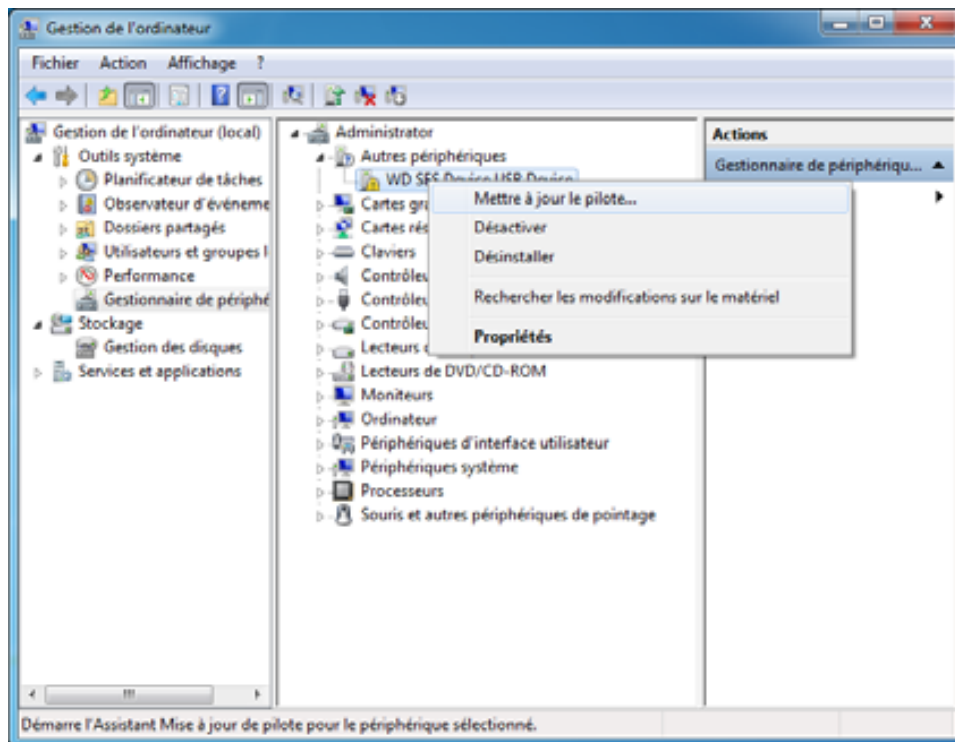 Gestion de l'ordinateur
Fichier Action Affichage ?
Gestion de l'ordinateur (local)
Outils système
Planificateur de tâches
Observateur d'événeme
Dossiers partagés
Utilisateurs et groupes l
Performance
Gestionnaire de périphé
Stockage
Gestion des disques
Services et applications
Administrator
Autres périphériques
WD SES Device USB Device
Cartes gra
Cartes rés
Claviers
Contrôleu
Contrôleu
Contrôleu
Lecteurs d
Lecteurs de DVD/CD-ROM
Moniteurs
Ordinateur
Périphériques d'interface utilisateur
Périphériques système
Processeurs
Souris et autres périphériques de pointage
Mettre à jour le pilote...
Désactiver
Désinstaller
Rechercher les modifications sur le matériel
Propriétés
Actions
Gestionnaire de périphériqu...
Démarre l'Assistant Mise à jour de pilote pour le périphérique sélectionné.